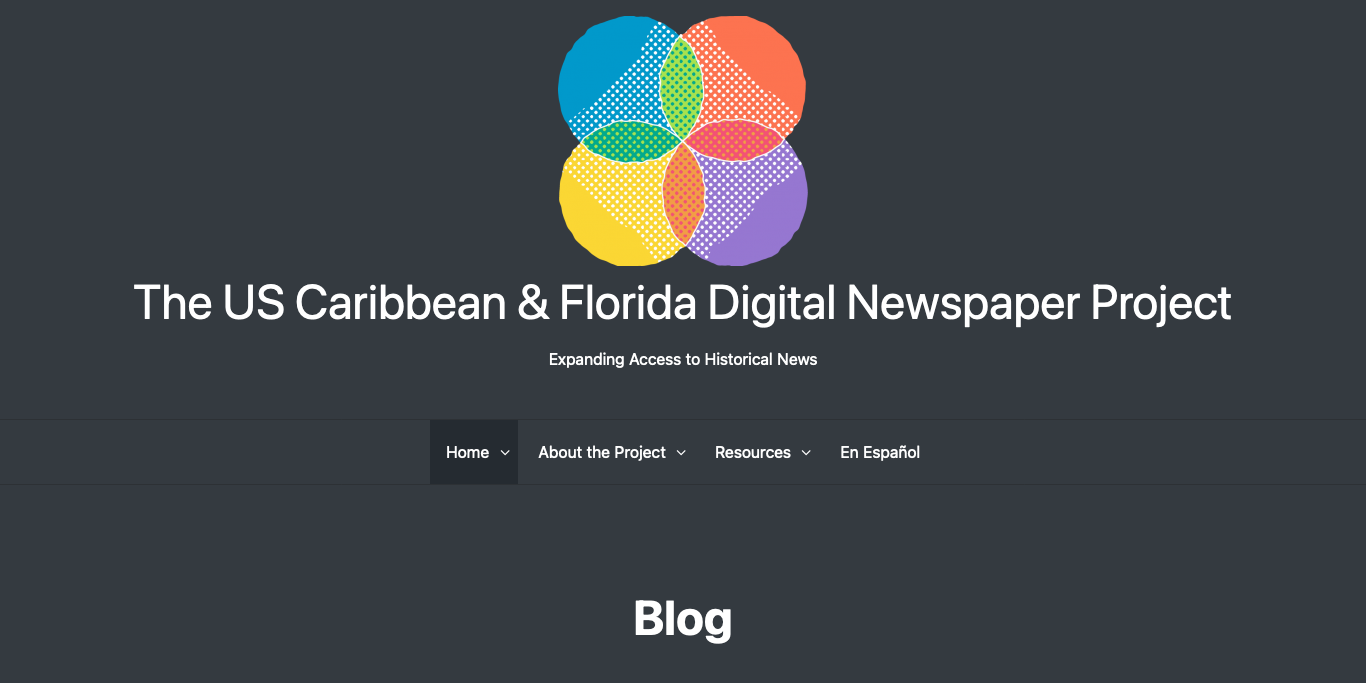 The US Caribbean & Florida Digital Newspaper Project
Expanding Access to Historical News
Home
About the Project
Resources
En Español
Blog